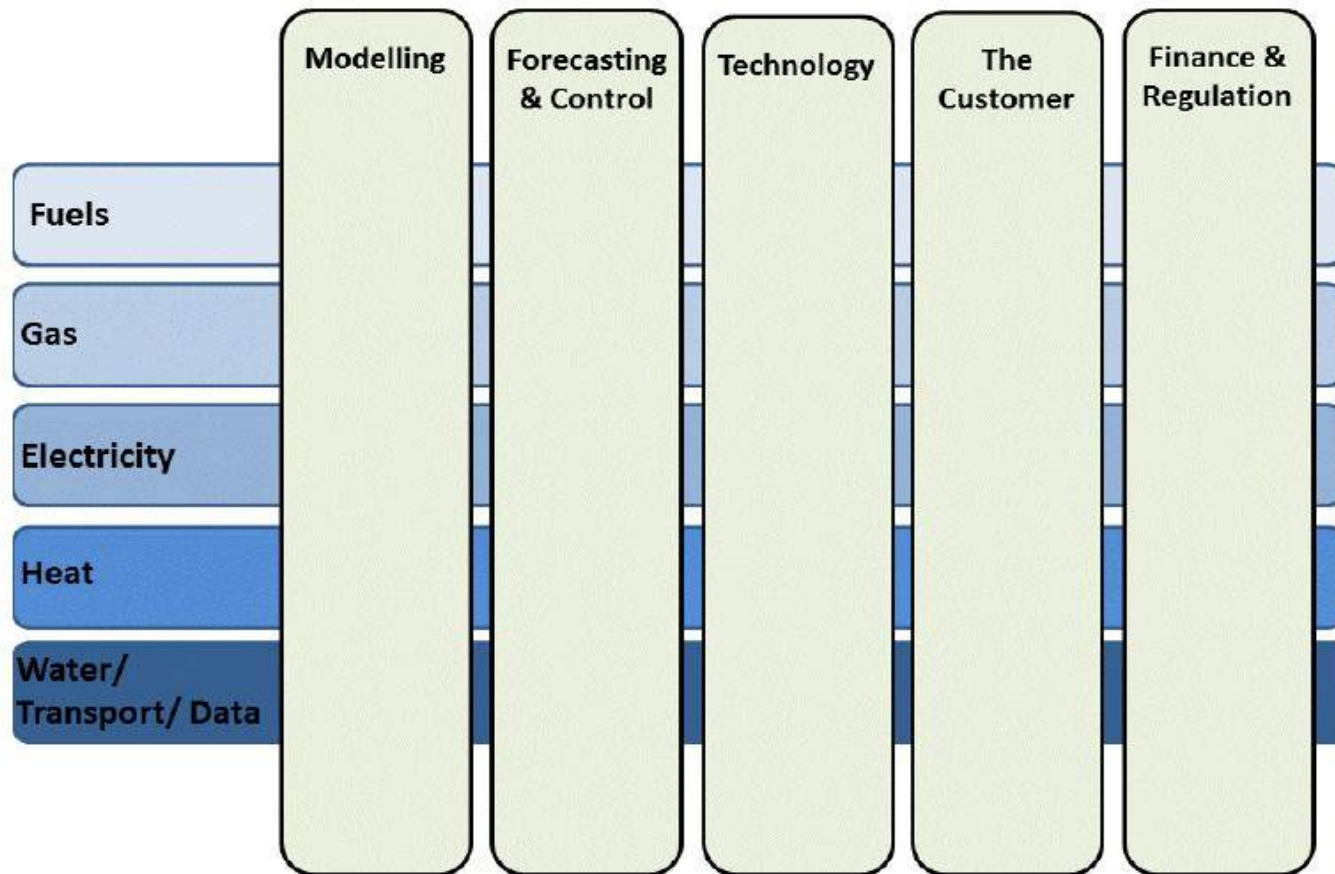 Modelling
Forecasting
& Control
Technology
The
Customer
Finance &
Regulation
Fuels
Gas
Electricity
Heat
Water/
Transport/ Data